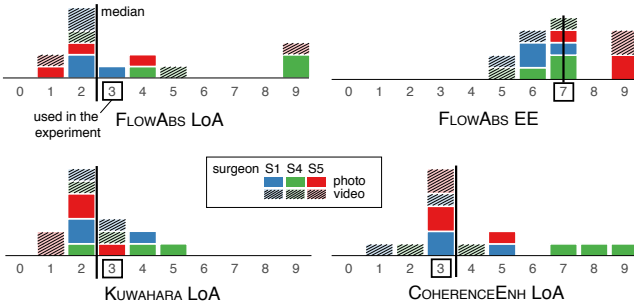 median
0 1 2 3 4 5 6 7 8 9
0 1 2 3 4 5 6 7 8 9
used in the
experiment
FLOWABS LOA
FLOWABS EE
surgeon S1 S4 S5
photo
video
0 1 2 3 4 5 6 7 8 9
0 1 2 3 4 5 6 7 8 9
KUWAHARA LOA
COHERENCEENH LOA